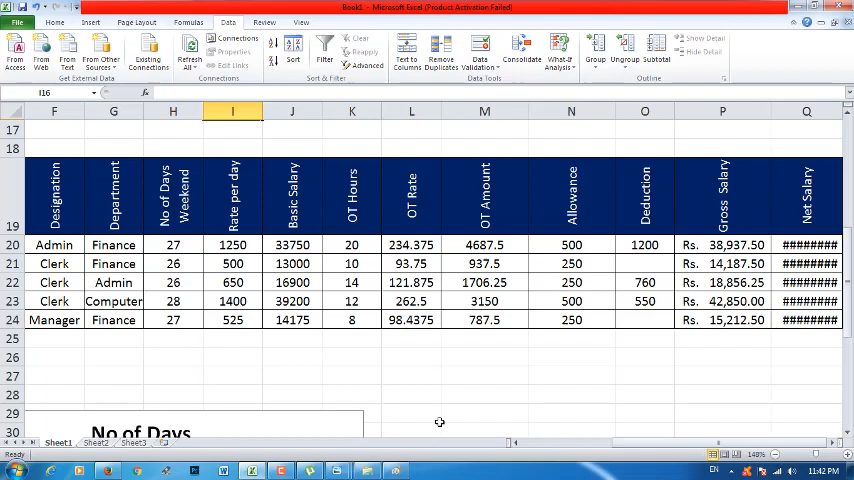 Book1 - Microsoft Excel (Product Activation Failed)
File Home Insert Page Layout Formulas Data Review View
From Access From Web From Text From Other Sources Existing Connections Refresh All Connections Properties Edit Links Sort Filter Clear Reapply Advanced Text to Columns Remove Duplicates Data Validation Consolidate What-If Analysis Group Ungroup Subtotal Show Detail Hide Detail
Get External Data Connections Sort & Filter Data Tools Outline
I16 fx
F G H I J K L M N O P Q
17
18
19 Designation Department No of Days Weekend Rate per day Basic Salary OT Hours OT Rate OT Amount Allowance Deduction Gross Salary Net Salary
20 Admin Finance 27 1250 33750 20 234.375 4687.5 500 1200 Rs. 38,937.50 ########
21 Clerk Finance 26 500 13000 10 93.75 937.5 250 Rs. 14,187.50 ########
22 Clerk Admin 26 650 16900 14 121.875 1706.25 250 760 Rs. 18,856.25 ########
23 Clerk Computer 28 1400 39200 12 262.5 3150 500 550 Rs. 42,850.00 ########
24 Manager Finance 27 525 14175 8 98.4375 787.5 250 Rs. 15,212.50 ########
25
26
27
28
29
30 No of Days
Sheet1 Sheet2 Sheet3
Ready 148%
EN 11:42 PM